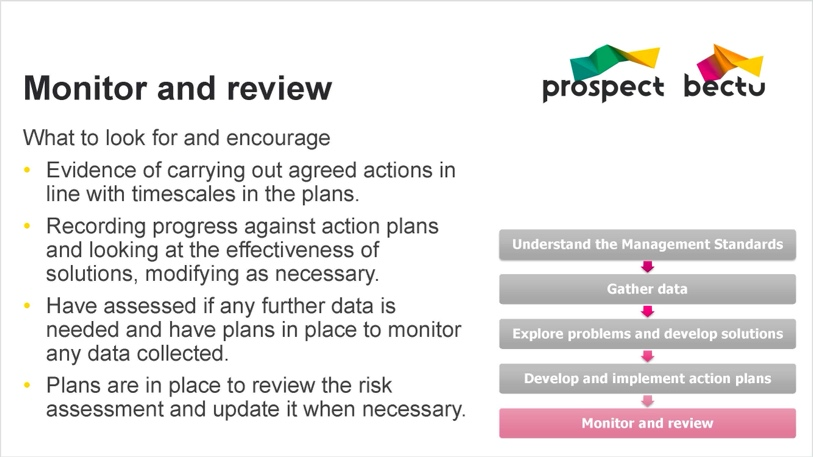 Monitor and review
prospect bectu
What to look for and encourage
• Evidence of carrying out agreed actions in
line with timescales in the plans.
• Recording progress against action plans
and looking at the effectiveness of
solutions, modifying as necessary.
• Have assessed if any further data is
needed and have plans in place to monitor
any data collected.
• Plans are in place to review the risk
assessment and update it when necessary.
Understand the Management Standards
Gather data
Explore problems and develop solutions
Develop and implement action plans
Monitor and review